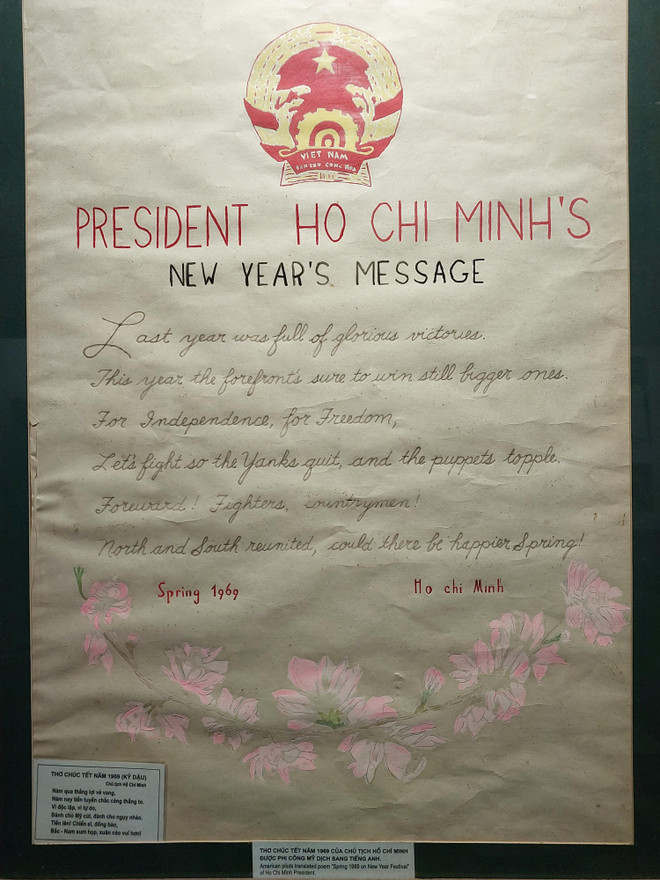 VIET NAM
DÂN CHỦ CỘNG HÒA
PRESIDENT HO CHI MINH'S
NEW YEAR'S MESSAGE
Last year was full of glorious victories.
This year the forefront's sure to win still bigger ones.
For Independence, for Freedom,
Let's fight so the Yanks quit, and the puppets topple.
Foreward! Fighters, countrymen!
North and South reunited, could there be happier Spring!
Spring 1969
Ho chi Minh
THƠ CHÚC TẾT NĂM 1969 (KỶ DẬU)
Chủ tịch Hồ Chí Minh
Năm qua thắng lợi vẻ vang,
Năm nay tiền tuyến chắc càng thắng to.
Vì độc lập, vì tự do,
Đánh cho Mỹ cút, đánh cho ngụy nhào.
Tiến lên! Chiến sĩ, đồng bào,
Bắc - Nam sum họp, xuân nào vui hơn!
THƠ CHÚC TẾT NĂM 1969 CỦA CHỦ TỊCH HỒ CHÍ MINH
ĐƯỢC PHI CÔNG MỸ DỊCH SANG TIẾNG ANH.
American pilots translated poem "Spring 1969 on New Year Festival"
of Ho Chi Minh President.